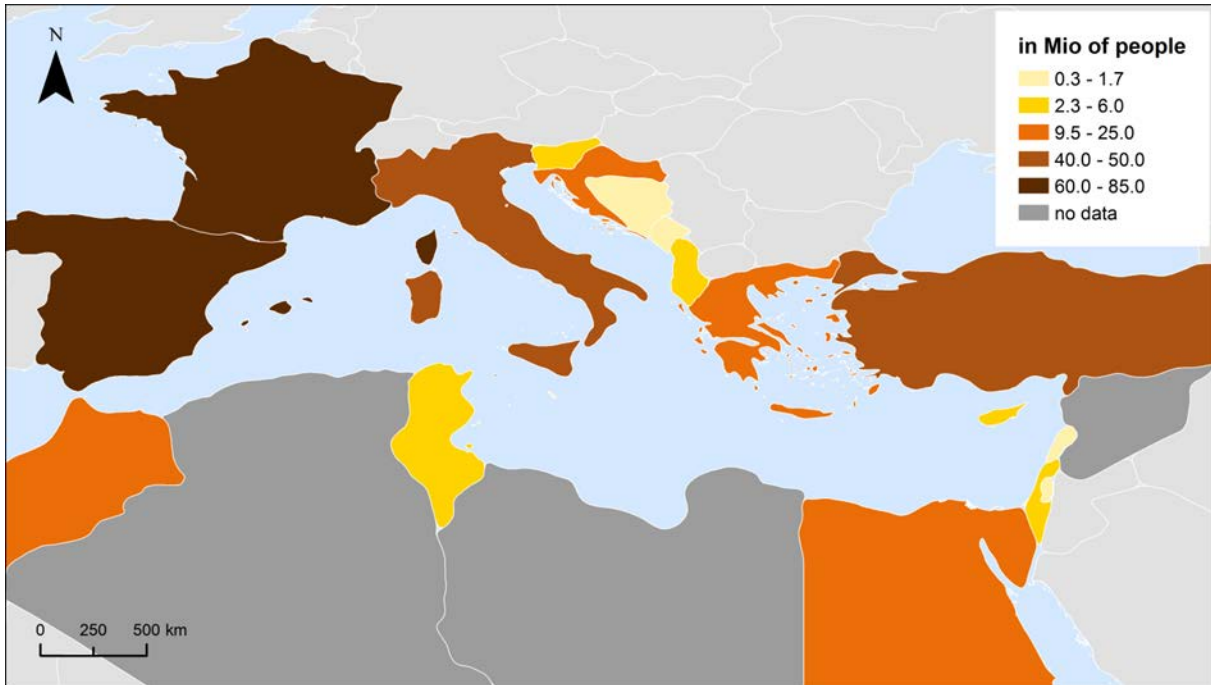 N
in Mio of people
0.3 - 1.7
2.3 - 6.0
9.5 - 25.0
40.0 - 50.0
60.0 - 85.0
no data
0 250 500 km